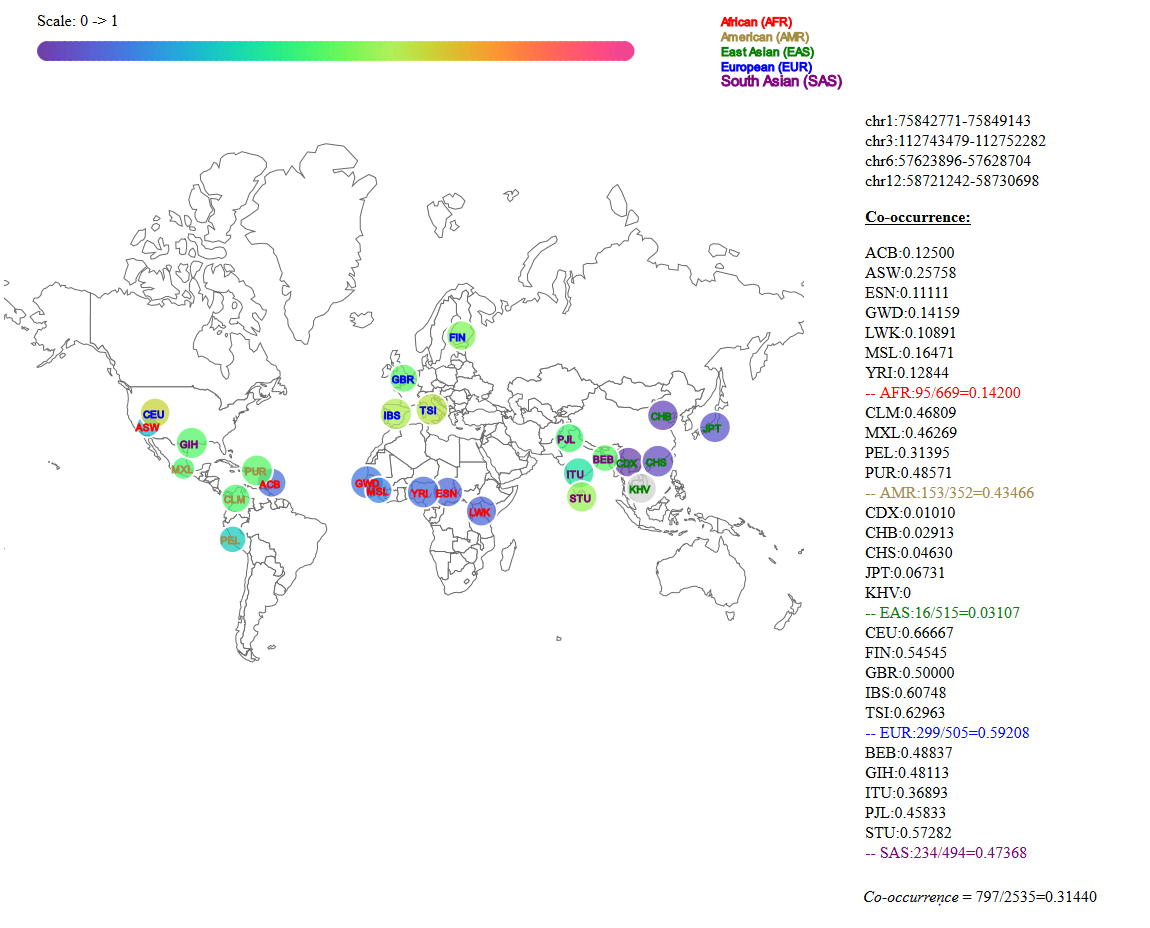 Scale: 0 -> 1
African (AFR)
American (AMR)
East Asian (EAS)
European (EUR)
South Asian (SAS)
chr1:75842771-75849143
chr3:112743479-112752282
chr6:57623896-57628704
chr12:58721242-58730698
Co-occurrence:
ACB:0.12500
ASW:0.25758
ESN:0.11111
GWD:0.14159
LWK:0.10891
MSL:0.16471
YRI:0.12844
-- AFR:95/669=0.14200
CLM:0.46809
MXL:0.46269
PEL:0.31395
PUR:0.48571
-- AMR:153/352=0.43466
CDX:0.01010
CHB:0.02913
CHS:0.04630
JPT:0.06731
KHV:0
-- EAS:16/515=0.03107
CEU:0.66667
FIN:0.54545
GBR:0.50000
IBS:0.60748
TSI:0.62963
-- EUR:299/505=0.59208
BEB:0.48837
GIH:0.48113
ITU:0.36893
PJL:0.45833
STU:0.57282
-- SAS:234/494=0.47368
Co-occurrence = 797/2535=0.31440
FIN
GBR
IBS
TSI
CEU
ASW
GIH
MXL
PUR
ACB
CLM
PEL
GWD
MSL
YRI
ESN
LWK
PJL
ITU
STU
BEB
CDX
CHS
KHV
CHB
JPT